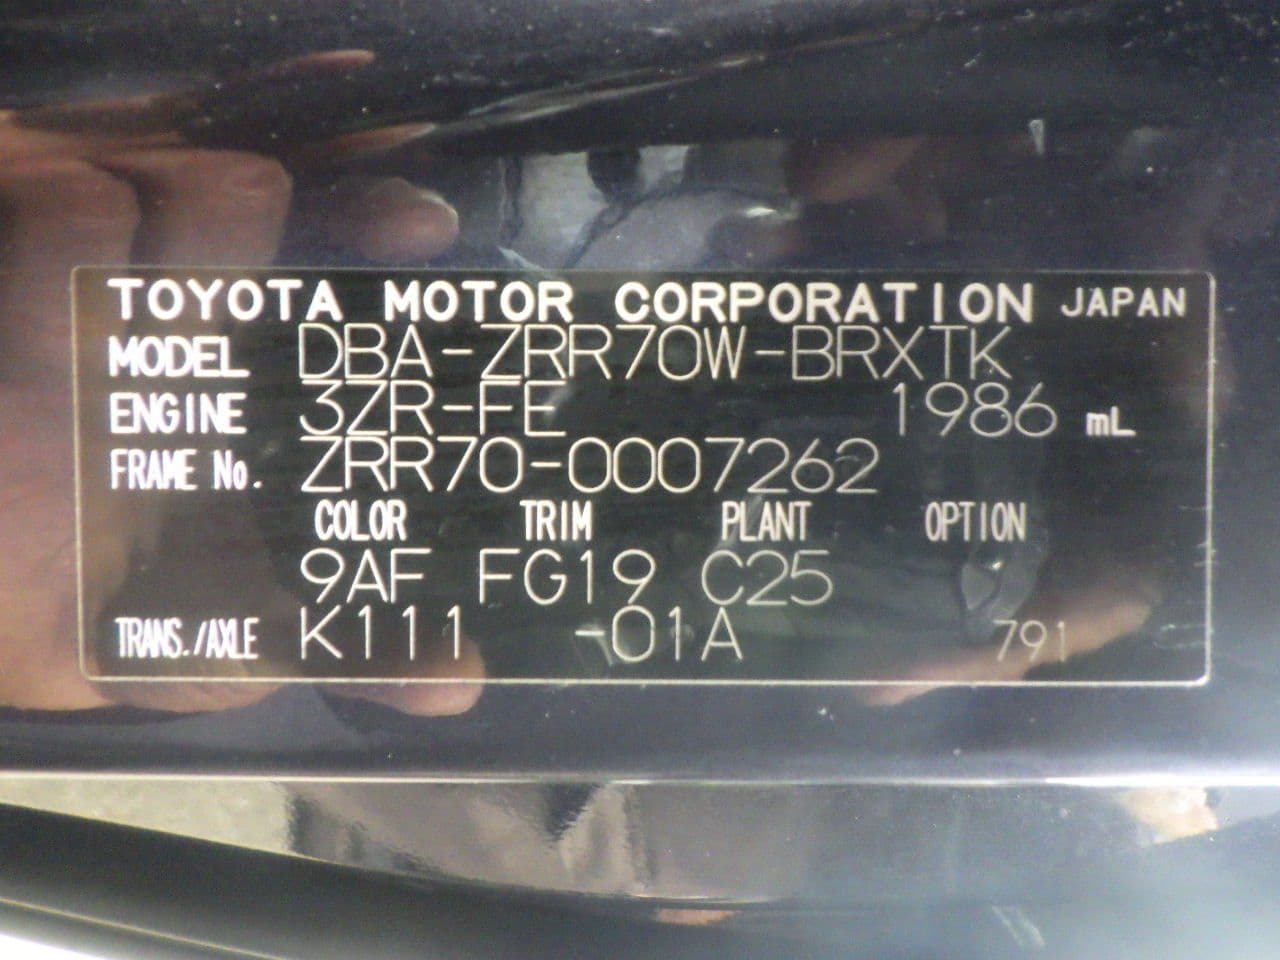 TOYOTA MOTOR CORPORATION JAPAN
MODEL DBA-ZRR70W-BRXTK
ENGINE 3ZR-FE 1986 mL
FRAME No. ZRR70-0007262
COLOR TRIM PLANT OPTION
9AF FG19 C25
TRANS./AXLE K111 -01A 791